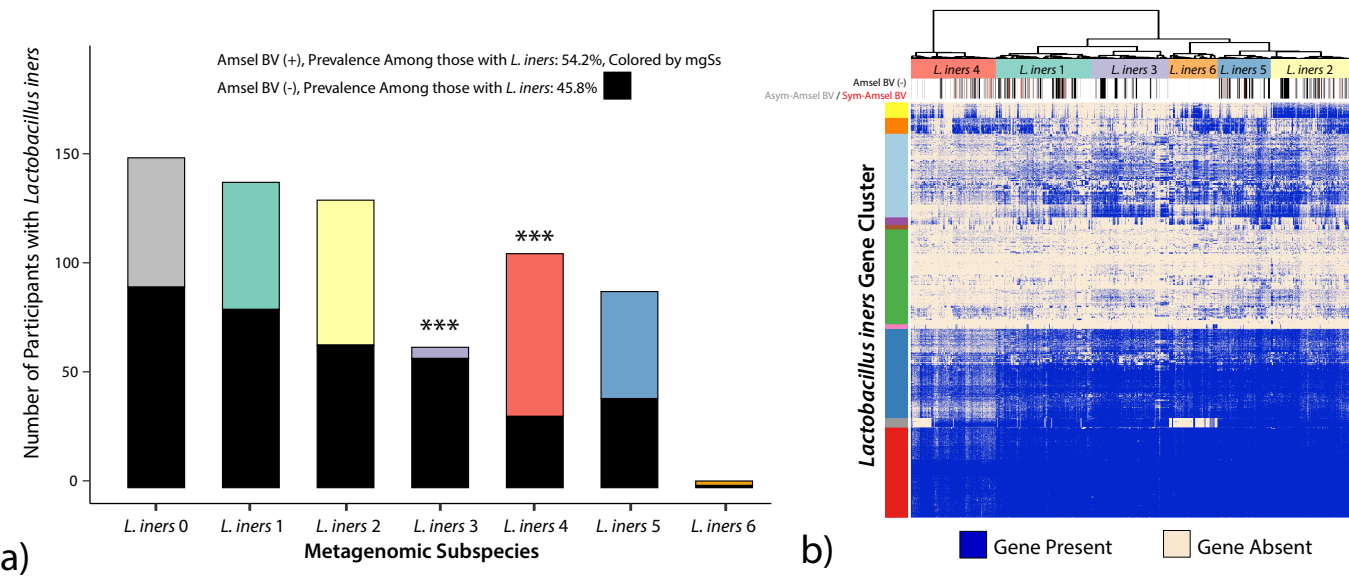 Amsel BV (+), Prevalence Among those with L. iners: 54.2%, Colored by mgSs
Amsel BV (-), Prevalence Among those with L. iners: 45.8%
Number of Participants with Lactobacillus iners
150
100
50
0
***
***
L. iners 0
L. iners 1
L. iners 2
L. iners 3
L. iners 4
L. iners 5
L. iners 6
Metagenomic Subspecies
a)
L. iners 4
L. iners 1
L. iners 3
L. iners 6
L. iners 5
L. iners 2
Amsel BV (-)
Asym-Amsel BV / Sym-Amsel BV
Lactobacillus iners Gene Cluster
Gene Present
Gene Absent
b)